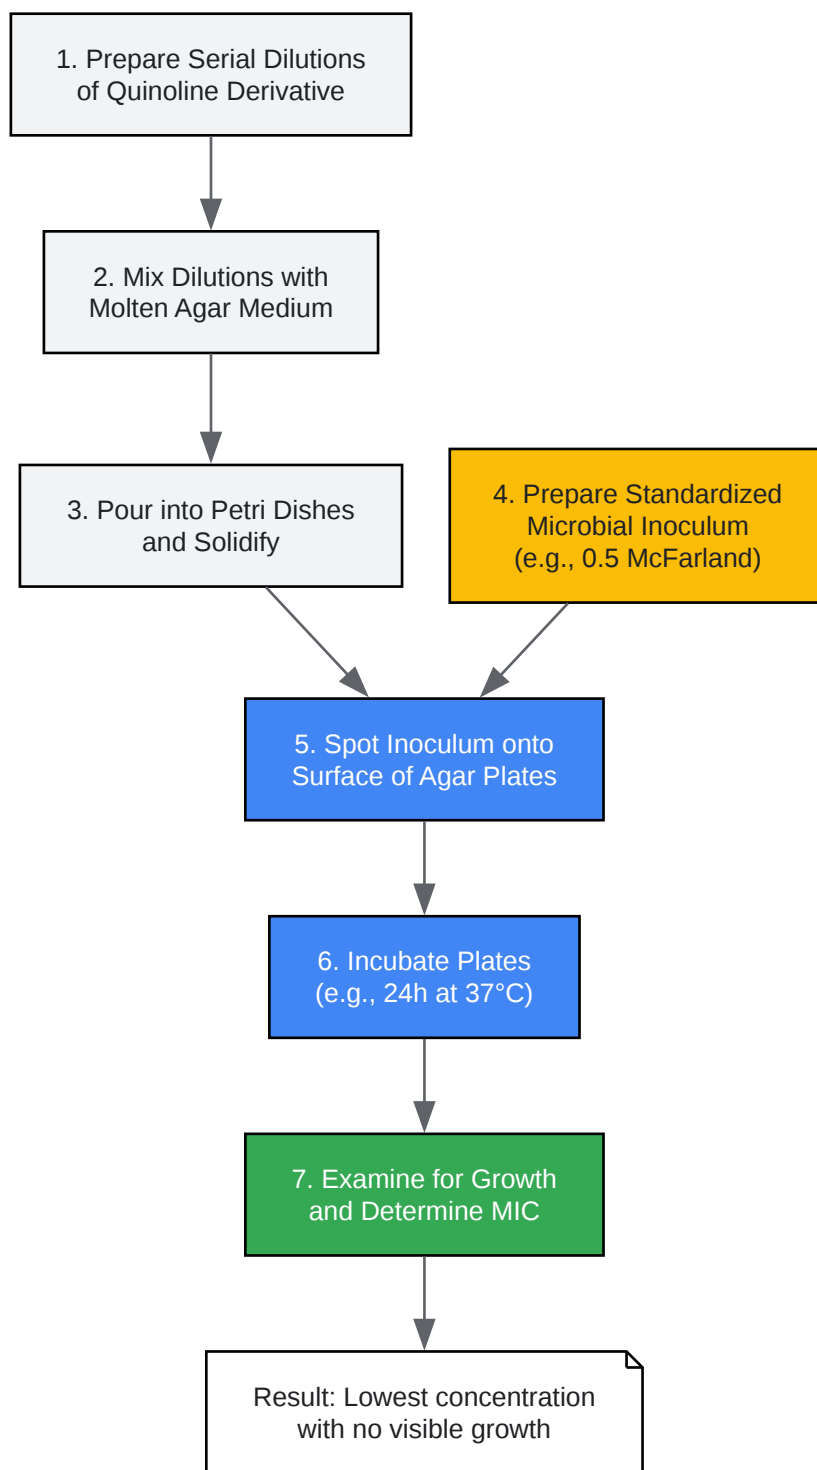 1. Prepare Serial Dilutions
of Quinoline Derivative
2. Mix Dilutions with
Molten Agar Medium
3. Pour into Petri Dishes
and Solidify
4. Prepare Standardized
Microbial Inoculum
(e.g., 0.5 McFarland)
5. Spot Inoculum onto
Surface of Agar Plates
6. Incubate Plates
(e.g., 24h at 37°C)
7. Examine for Growth
and Determine MIC
Result: Lowest concentration
with no visible growth